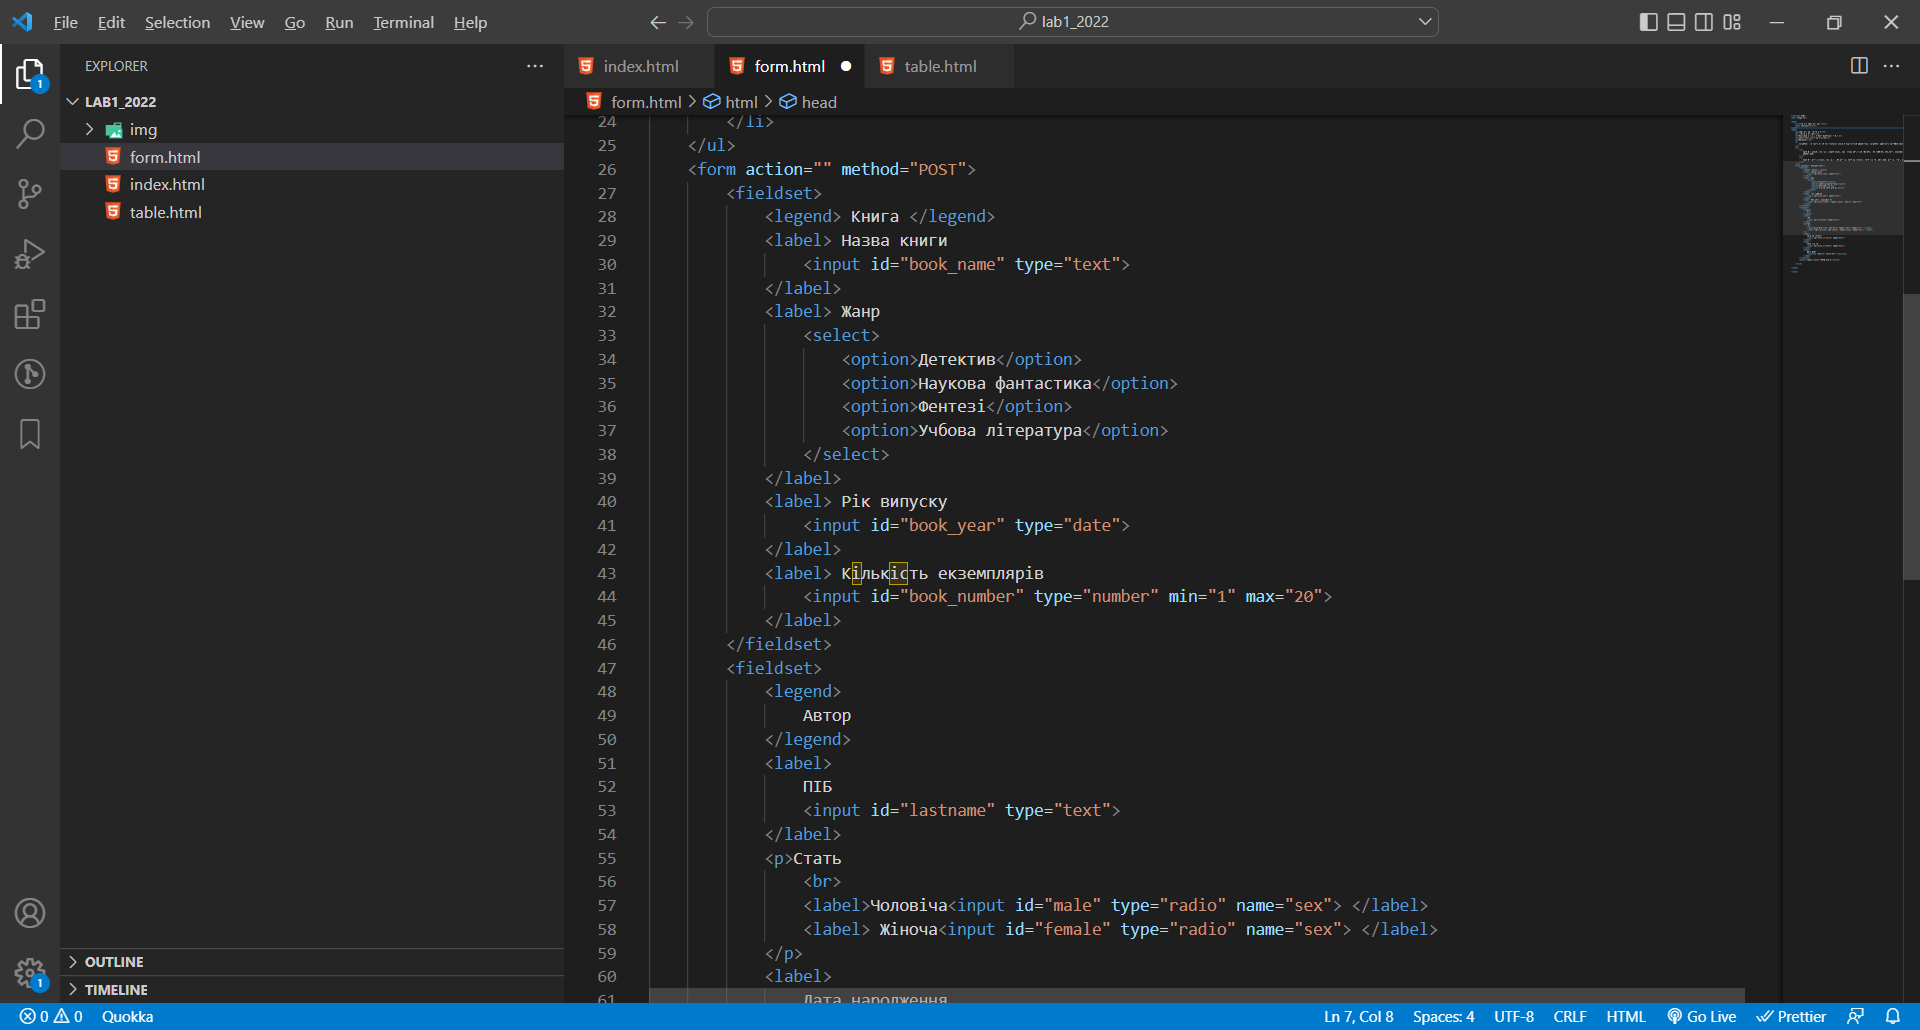 File Edit Selection View Go Run Terminal Help
lab1_2022
EXPLORER
index.html
form.html
table.html
1
LAB1_2022
img
form.html
index.html
table.html
form.html > html > head
24 </li>
25 </ul>
26 <form action="" method="POST">
27 <fieldset>
28 <legend> Книга </legend>
29 <label> Назва книги
30 <input id="book_name" type="text">
31 </label>
32 <label> Жанр
33 <select>
34 <option>Детектив</option>
35 <option>Наукова фантастика</option>
36 <option>Фентезі</option>
37 <option>Учбова література</option>
38 </select>
39 </label>
40 <label> Рік випуску
41 <input id="book_year" type="date">
42 </label>
43 <label> Кількість екземплярів
44 <input id="book_number" type="number" min="1" max="20">
45 </label>
46 </fieldset>
47 <fieldset>
48 <legend>
49 Автор
50 </legend>
51 <label>
52 ПІБ
53 <input id="lastname" type="text">
54 </label>
55 <p>Стать
56 <br>
57 <label>Чоловіча<input id="male" type="radio" name="sex"> </label>
58 <label> Жіноча<input id="female" type="radio" name="sex"> </label>
59 </p>
60 <label>
61 Дата народження
OUTLINE
1
TIMELINE
0 0 Quokka
Ln 7, Col 8 Spaces: 4 UTF-8 CRLF HTML Go Live Prettier